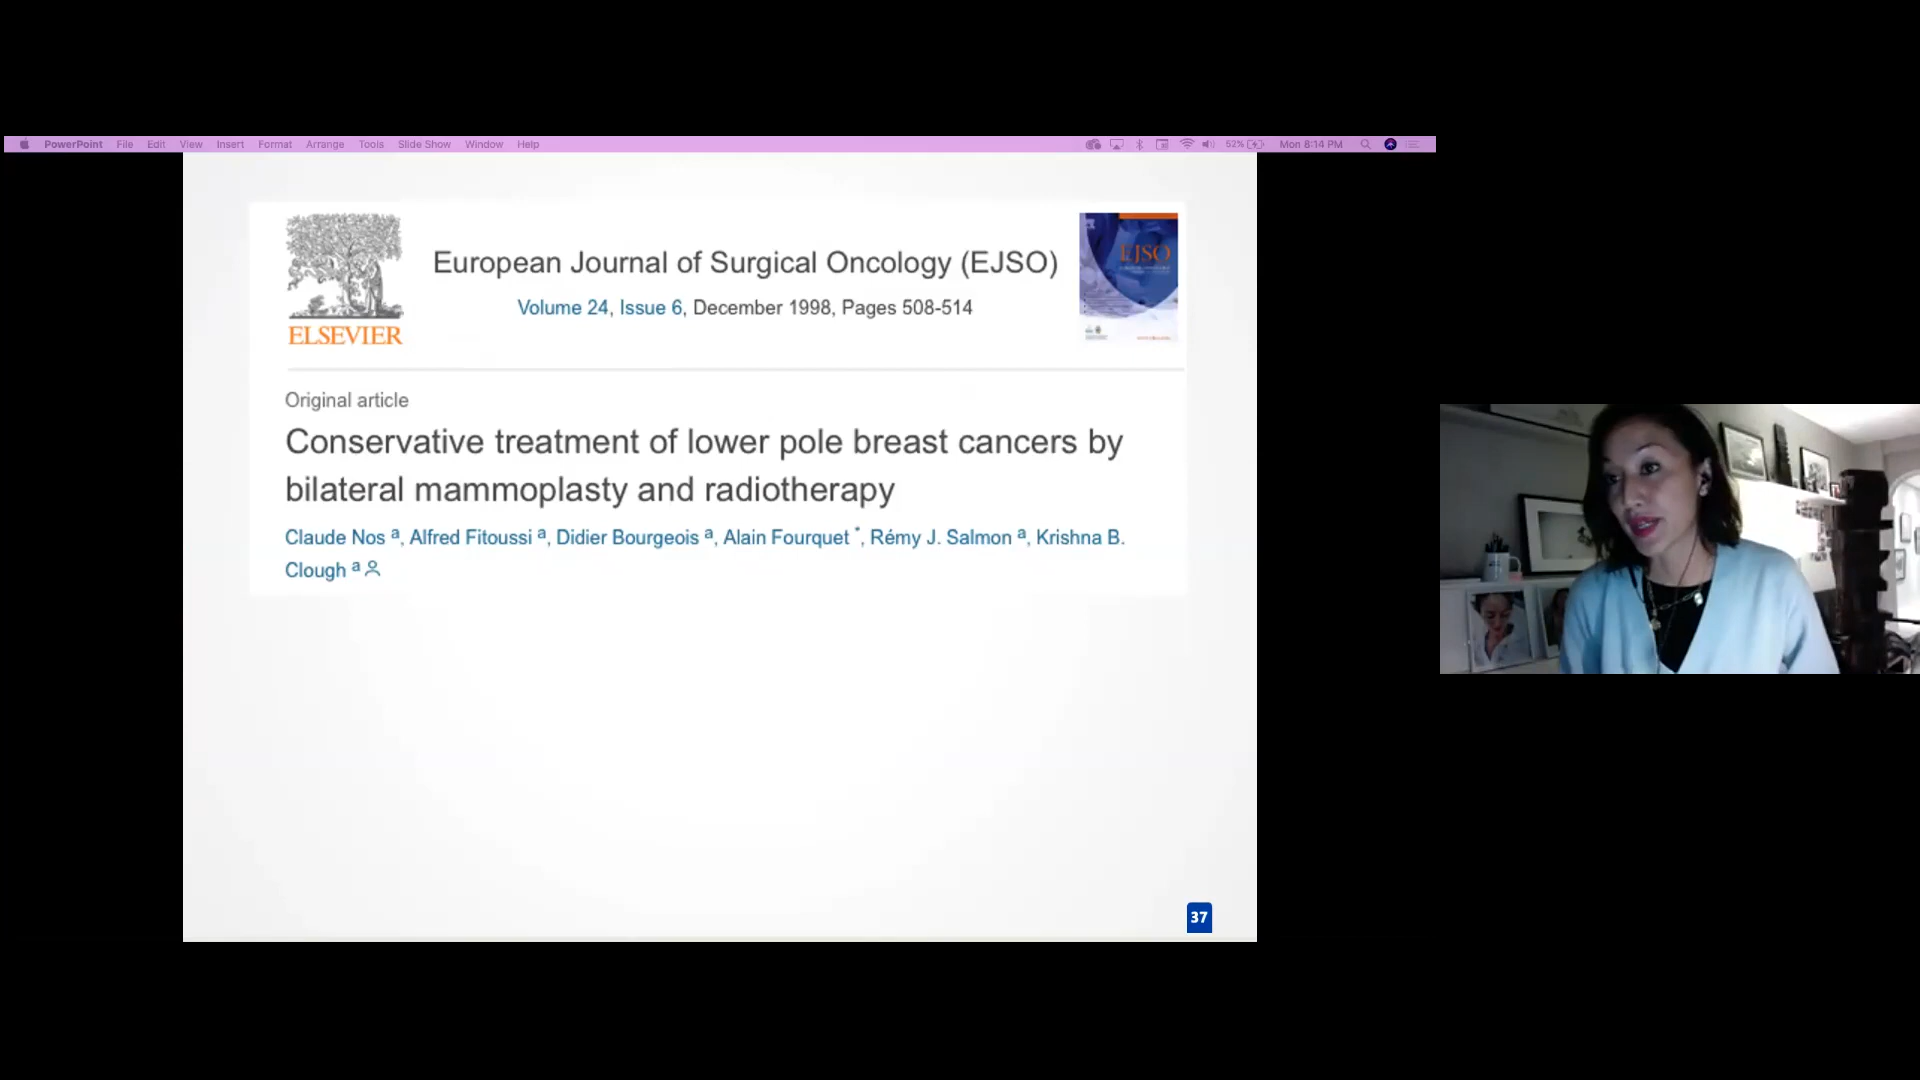 PowerPoint File Edit View Insert Format Arrange Tools Slide Show Window Help 52% Mon 8:14 PM
European Journal of Surgical Oncology (EJSO)
Volume 24, Issue 6, December 1998, Pages 508-514
ELSEVIER
EJSO
Original article
Conservative treatment of lower pole breast cancers by
bilateral mammoplasty and radiotherapy
Claude Nos a, Alfred Fitoussi a, Didier Bourgeois a, Alain Fourquet *, Rémy J. Salmon a, Krishna B.
Clough a
37